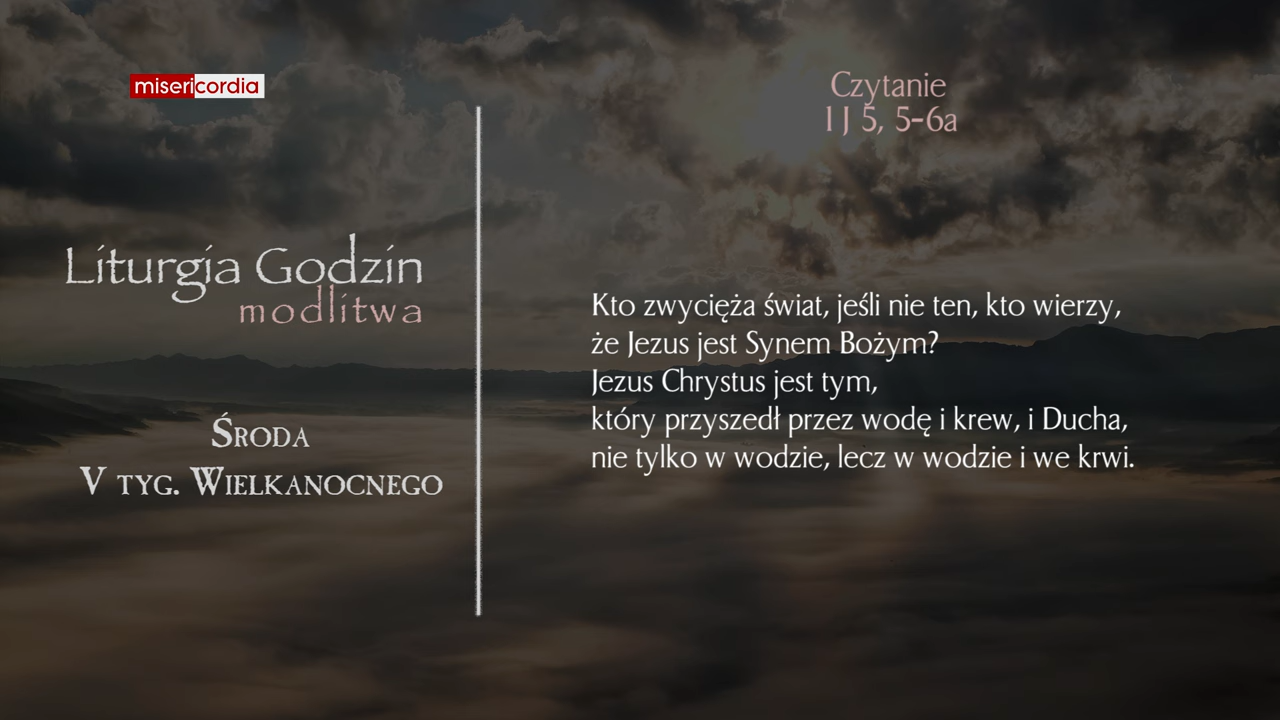 misericordia
Liturgia Godzin
modlitwa
Środa
V tyg. Wielkanocnego
Czytanie
1 J 5, 5-6a
Kto zwycięża świat, jeśli nie ten, kto wierzy,
że Jezus jest Synem Bożym?
Jezus Chrystus jest tym,
który przyszedł przez wodę i krew, i Ducha,
nie tylko w wodzie, lecz w wodzie i we krwi.